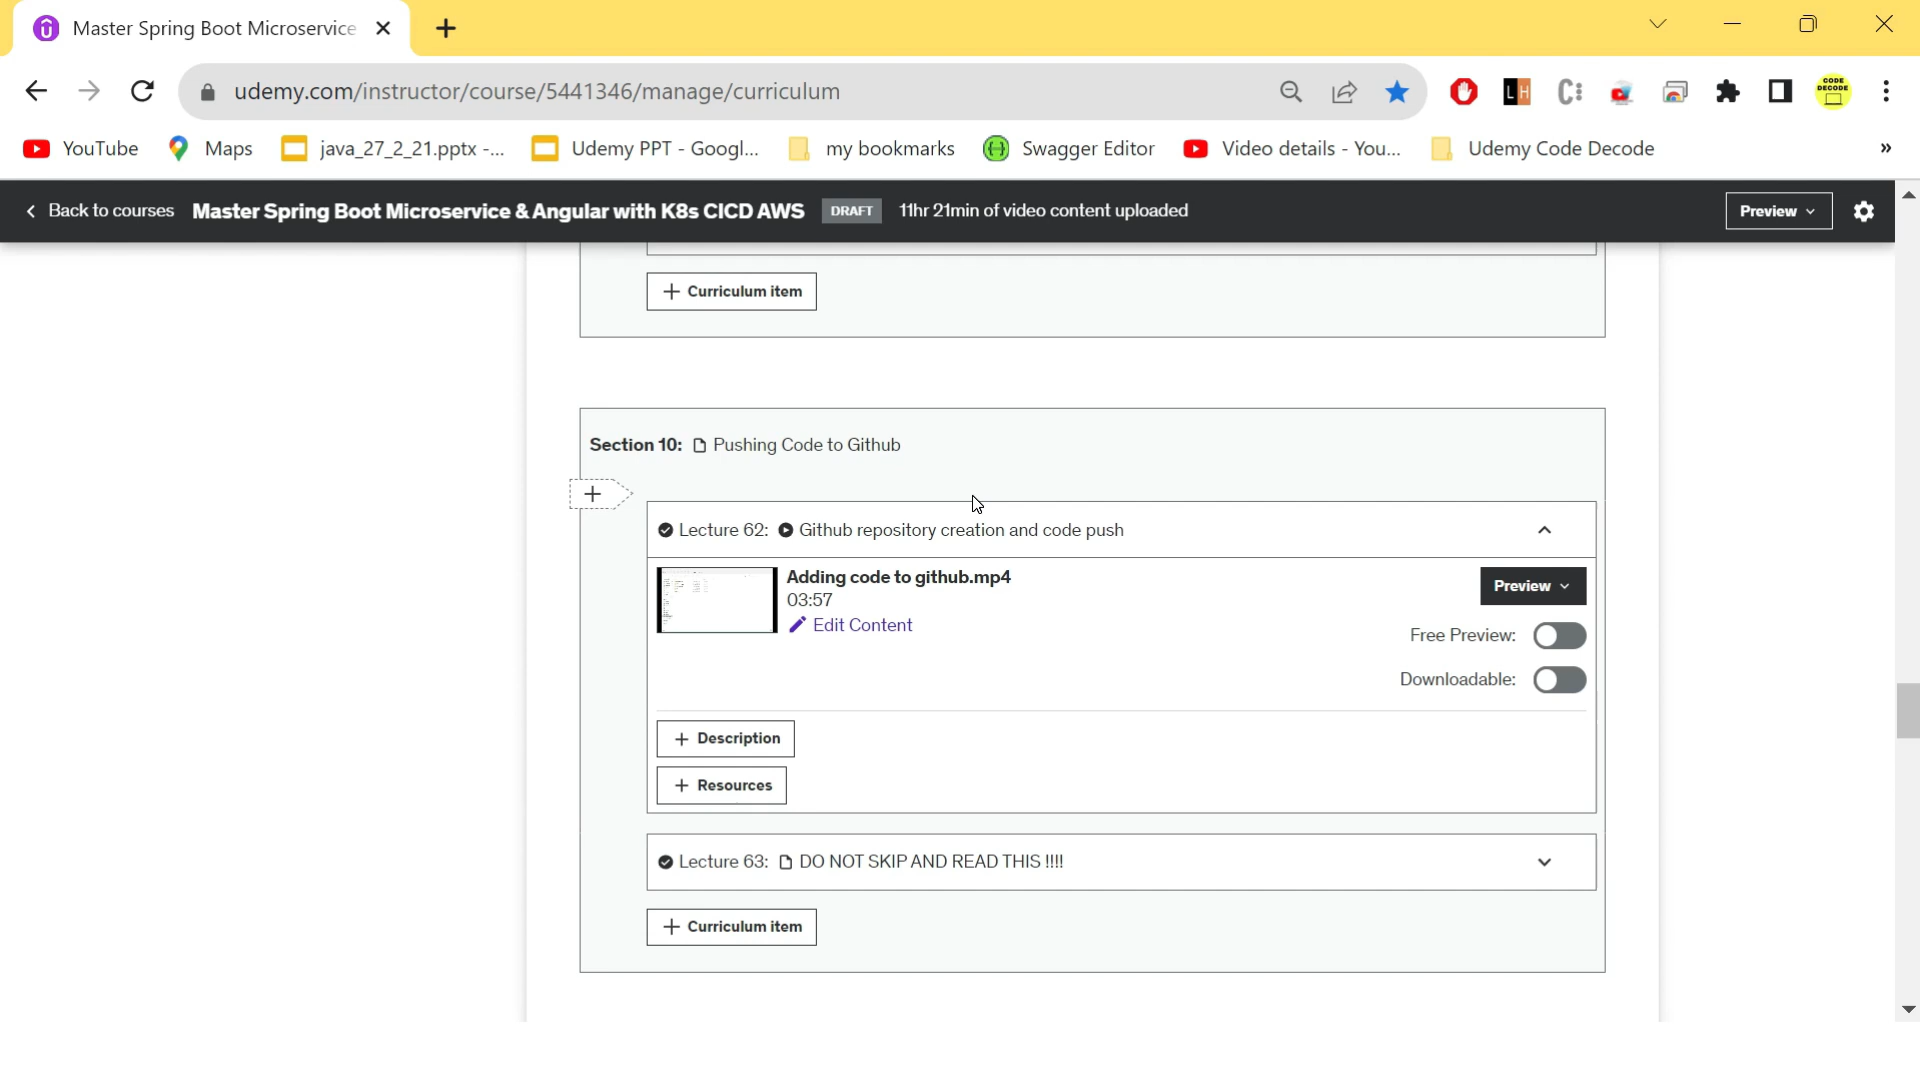 Master Spring Boot Microservice
udemy.com/instructor/course/5441346/manage/curriculum
LH
C:
CODE
DECODE
YouTube
Maps
java_27_2_21.pptx -...
Udemy PPT - Googl...
my bookmarks
Swagger Editor
Video details - You...
Udemy Code Decode
»
Back to courses
Master Spring Boot Microservice & Angular with K8s CICD AWS
DRAFT
11hr 21min of video content uploaded
Preview
+ Curriculum item
Section 10: Pushing Code to Github
Lecture 62: Github repository creation and code push
Adding code to github.mp4
03:57
Edit Content
Preview
Free Preview:
Downloadable:
+ Description
+ Resources
Lecture 63: DO NOT SKIP AND READ THIS !!!!
+ Curriculum item